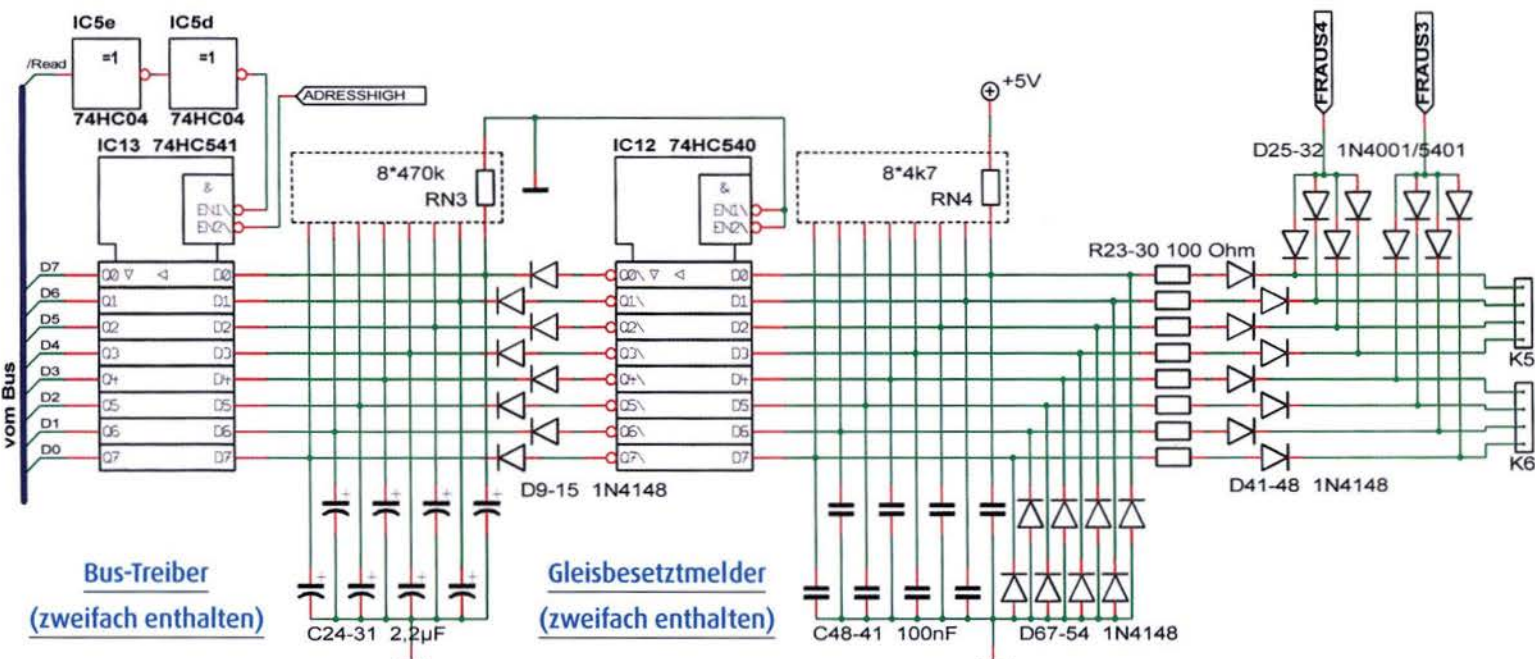 IC5e
IC5d
/Read
=1
=1
74HC04
74HC04
ADRESSHIGH
+5V
FRAUS4
FRAUS3
IC13 74HC541
IC12 74HC540
D25-32 1N4001/5401
8*470k
RN3
8*4k7
RN4
&
EN1\
EN2\
&
EN1\
EN2\
R23-30 100 Ohm
D7
Q0
D0
Q0\
D0
D6
Q1
D1
Q1\
D1
D5
Q2
D2
Q2\
D2
D4
Q3
D3
Q3\
D3
K5
D3
Q4
D4
Q4\
D4
D2
Q5
D5
Q5\
D5
D1
Q6
D6
Q6\
D6
D0
Q7
D7
Q7\
D7
K6
vom Bus
D9-15 1N4148
D41-48 1N4148
Bus-Treiber
(zweifach enthalten)
Gleisbesetztmelder
(zweifach enthalten)
C24-31 2,2µF
C48-41 100nF
D67-54 1N4148